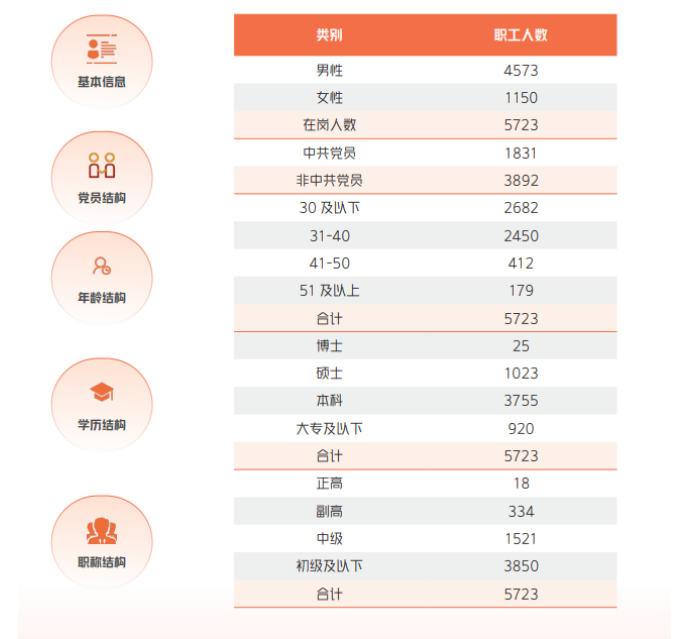 类别 职工人数
基本信息
男性 4573
女性 1150
在岗人数 5723
党员结构
中共党员 1831
非中共党员 3892
年龄结构
30 及以下 2682
31-40 2450
41-50 412
51 及以上 179
合计 5723
学历结构
博士 25
硕士 1023
本科 3755
大专及以下 920
合计 5723
职称结构
正高 18
副高 334
中级 1521
初级及以下 3850
合计 5723